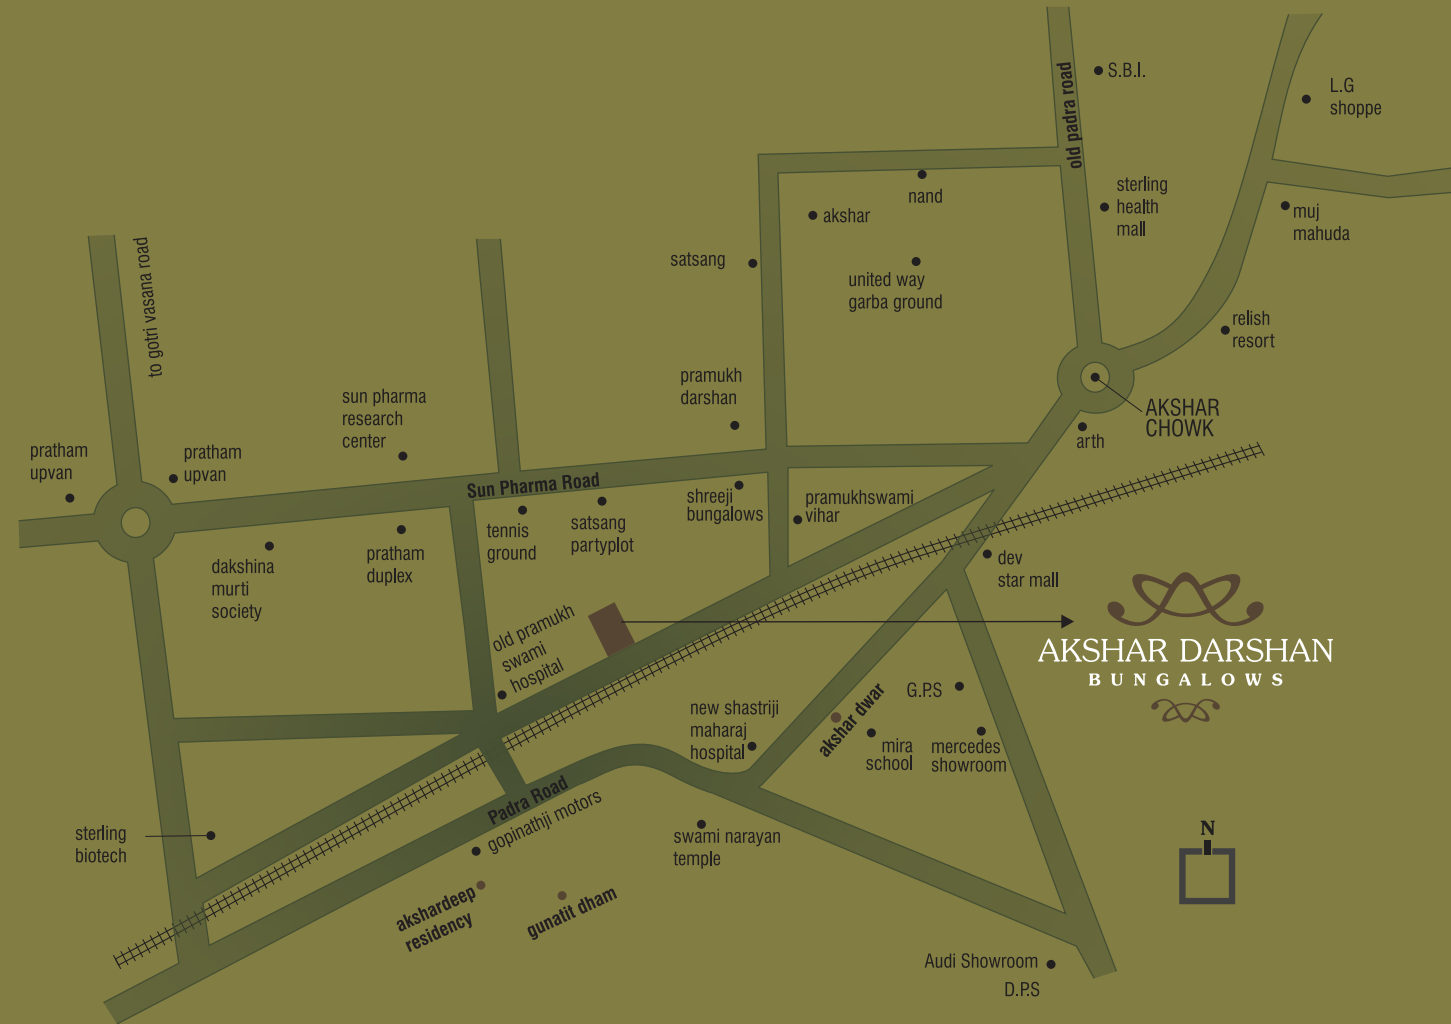 S.B.I.
L.G
shoppe
old padra road
sterling
health
mall
nand
akshar
muj
mahuda
satsang
united way
garba ground
to gotri vasana road
relish
resort
pramukh
darshan
sun pharma
research
center
AKSHAR
CHOWK
arth
pratham
upvan
pratham
upvan
Sun Pharma Road
shreeji
bungalows
pramukhswami
vihar
tennis
ground
satsang
partyplot
pratham
duplex
dakshina
murti
society
dev
star mall
old pramukh
swami
hospital
AKSHAR DARSHAN
BUNGALOWS
G.P.S
akshar dwar
new shastriji
maharaj
hospital
mira
school
mercedes
showroom
Padra Road
gopinathji motors
sterling
biotech
swami narayan
temple
N
akshardeep
residency
gunatit dham
Audi Showroom
D.P.S